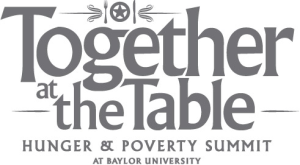 Together
at
the Table
HUNGER & POVERTY SUMMIT
AT BAYLOR UNIVERSITY